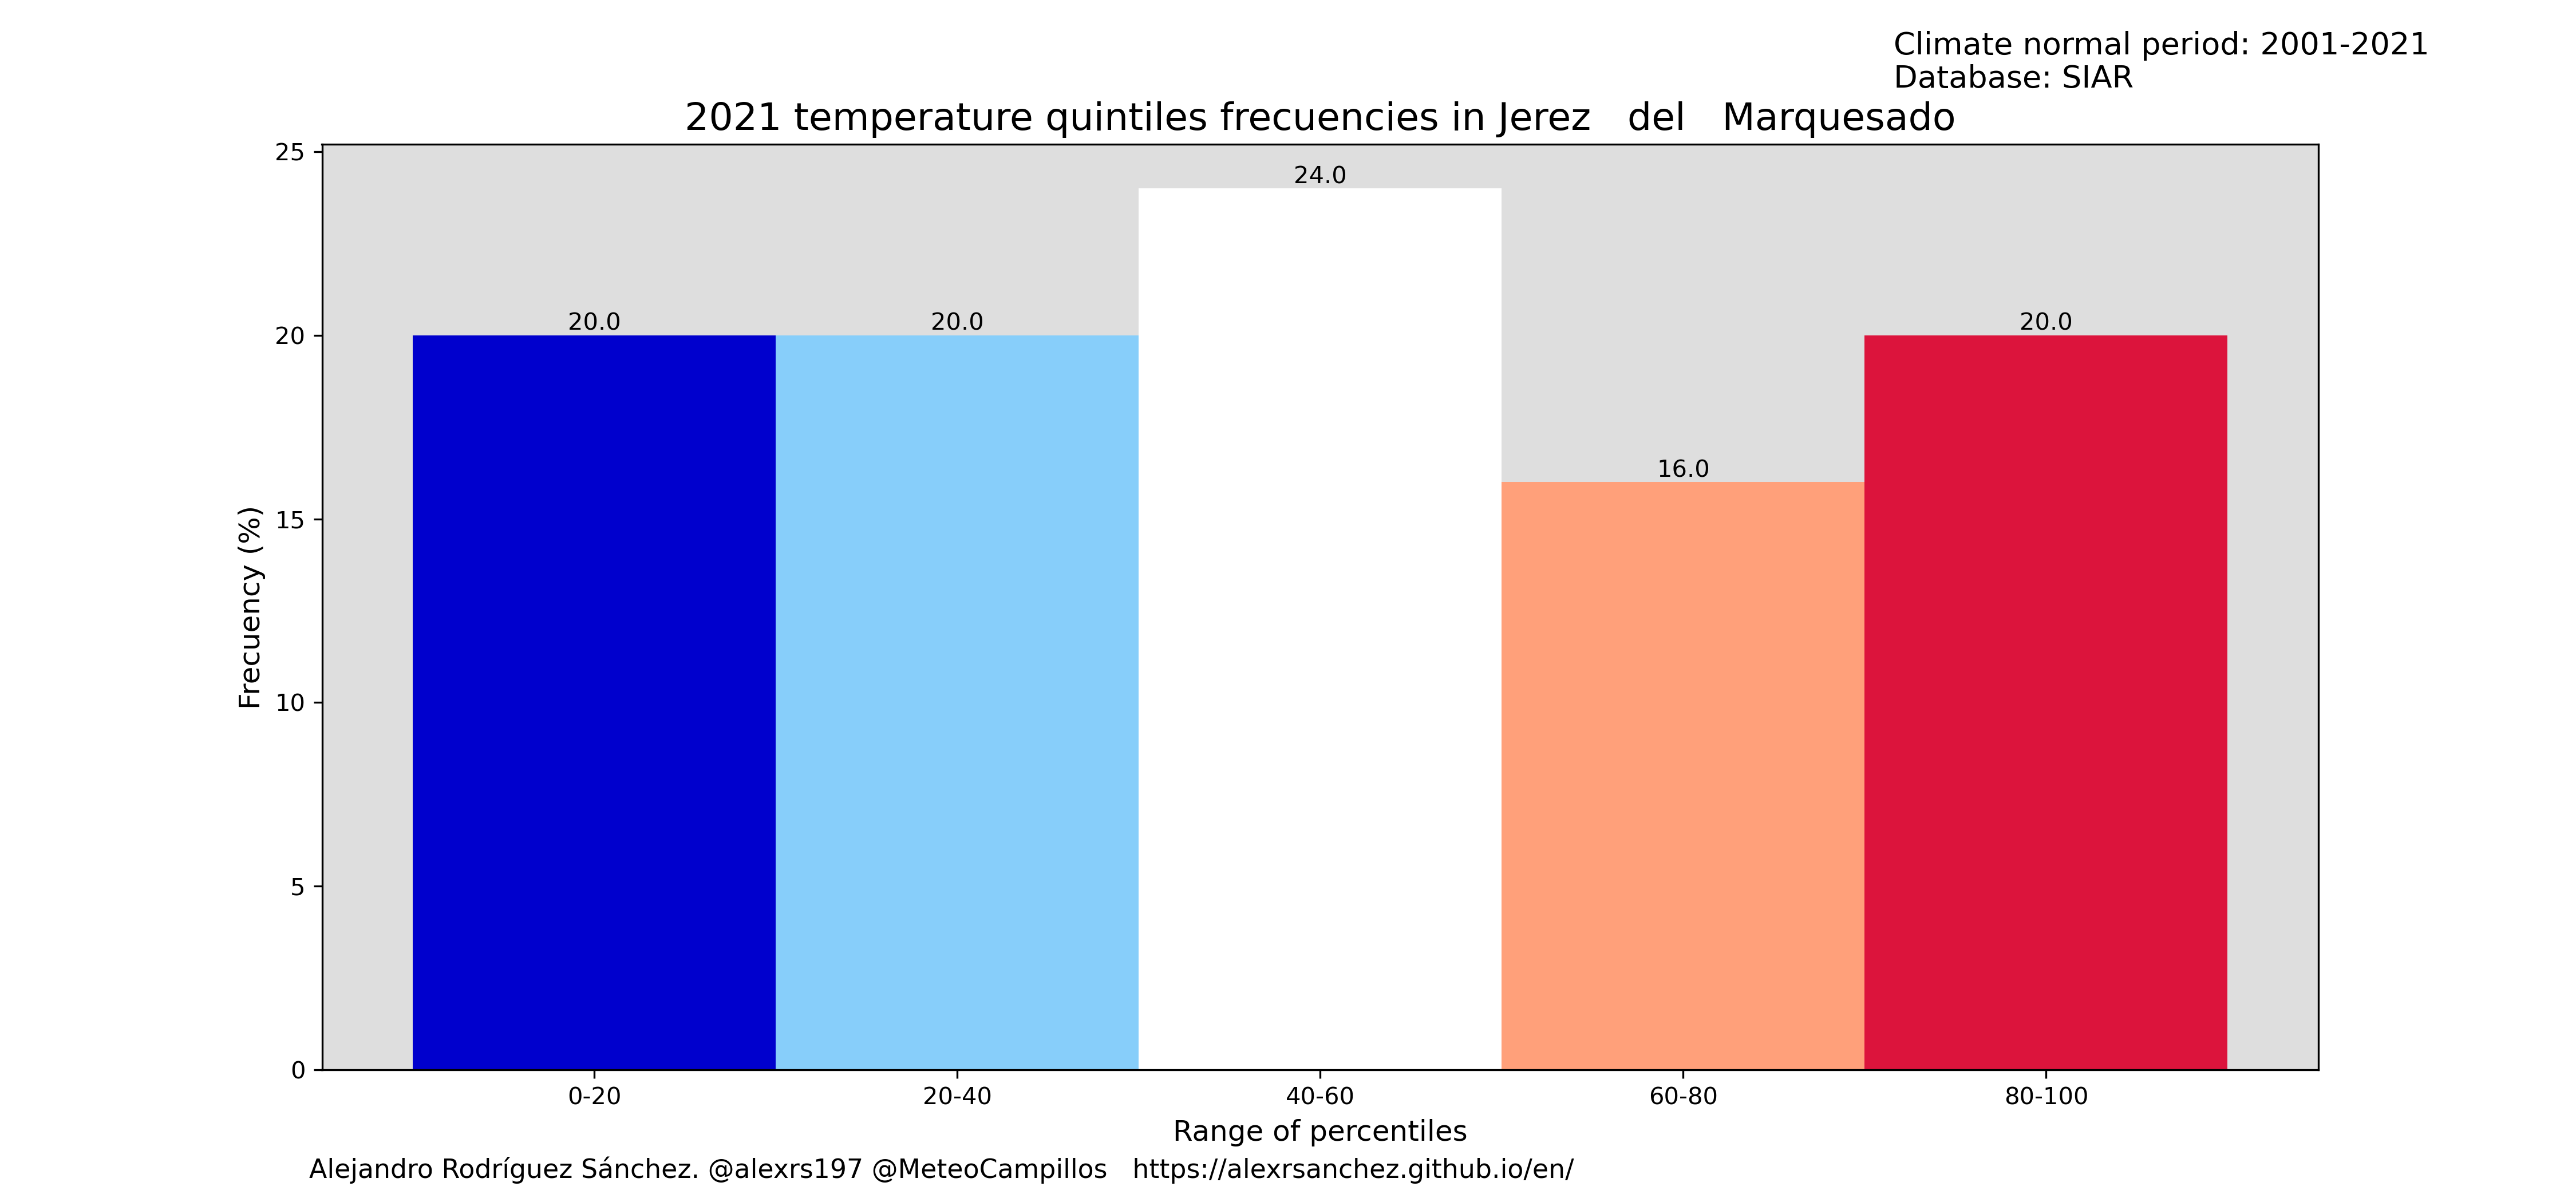 Climate normal period: 2001-2021
Database: SIAR
2021 temperature quintiles frecuencies in Jerez   del   Marquesado
25
24.0
20.0
20.0
20.0
20
16.0
15
10
5
0
Frecuency (%)
0-20
20-40
40-60
60-80
80-100
Range of percentiles
Alejandro Rodríguez Sánchez. @alexrs197 @MeteoCampillos   https://alexrsanchez.github.io/en/